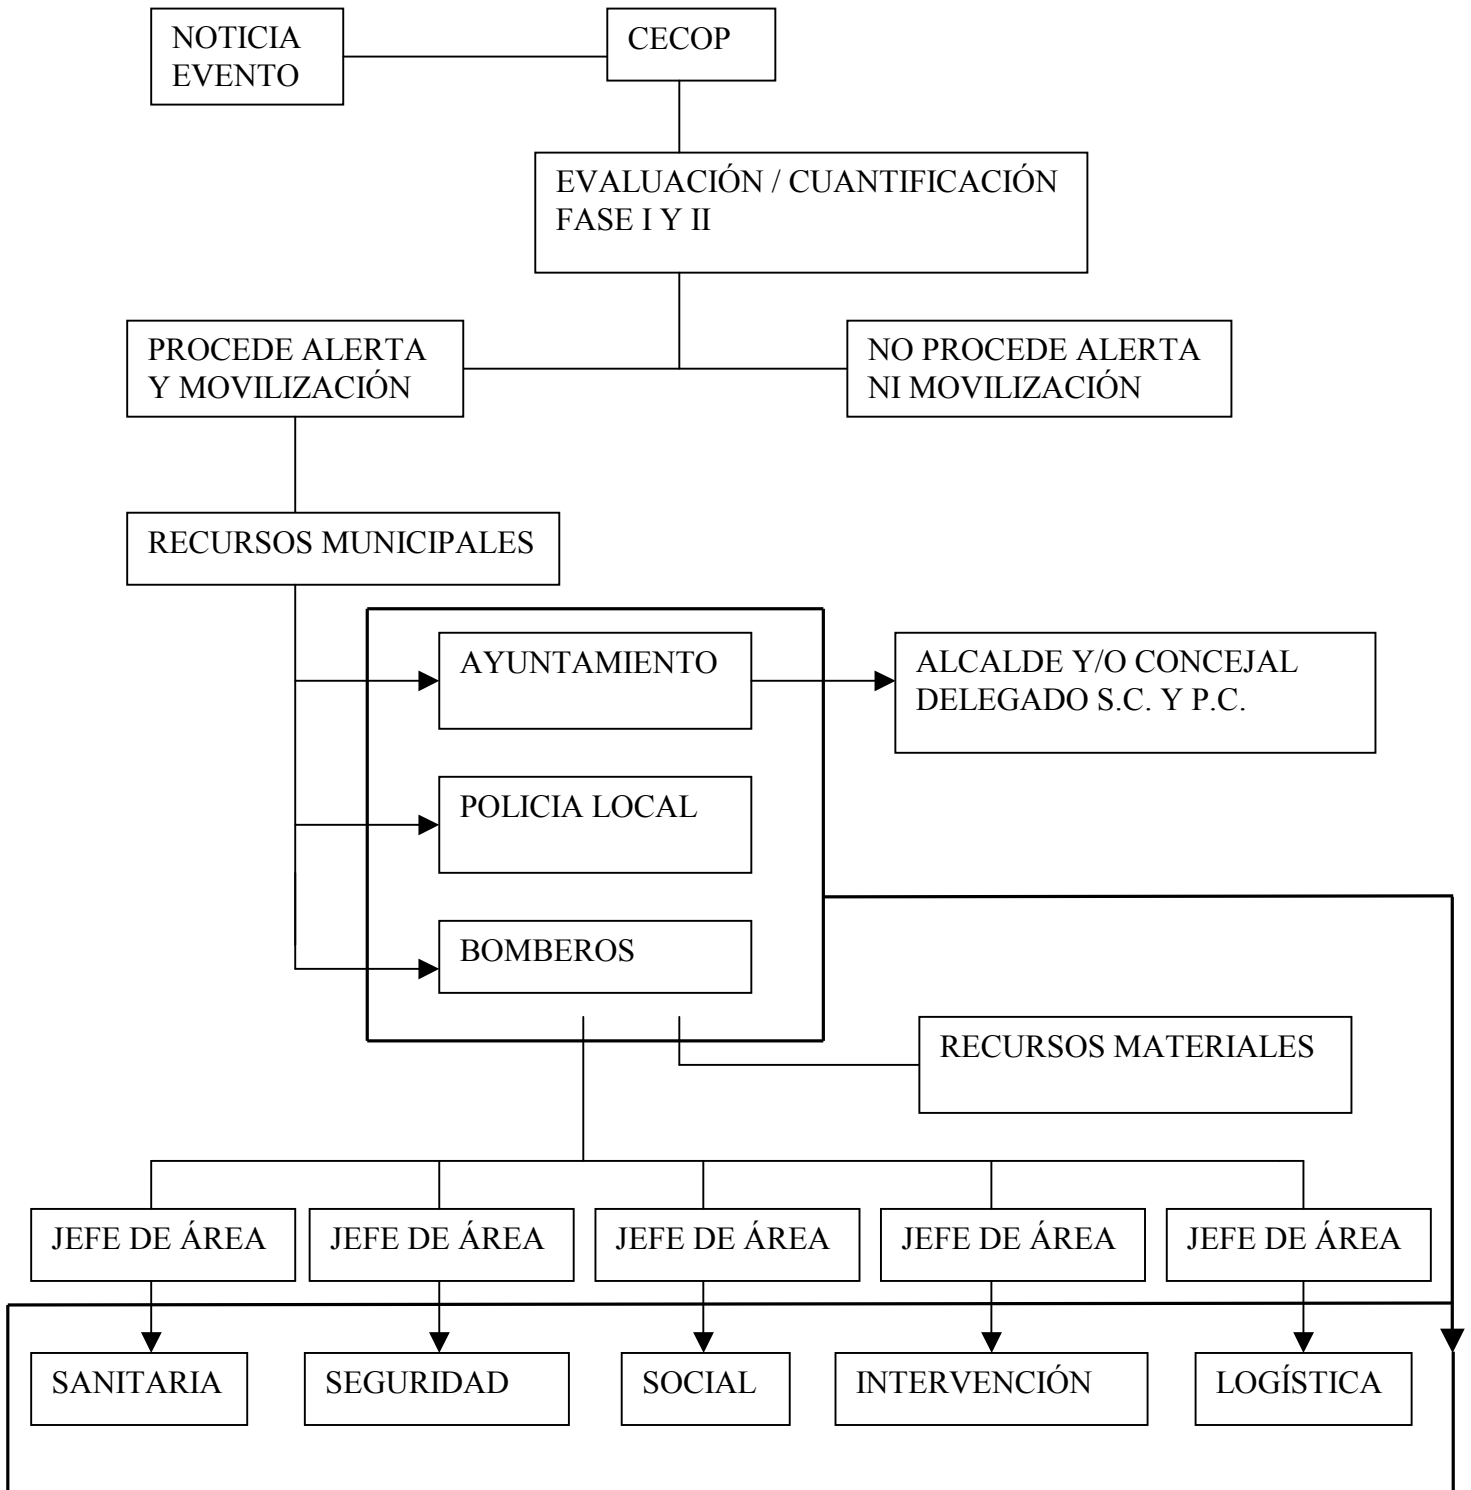 NOTICIA
EVENTO
CECOP
EVALUACIÓN / CUANTIFICACIÓN
FASE I Y II
PROCEDE ALERTA
Y MOVILIZACIÓN
NO PROCEDE ALERTA
NI MOVILIZACIÓN
RECURSOS MUNICIPALES
AYUNTAMIENTO
ALCALDE Y/O CONCEJAL
DELEGADO S.C. Y P.C.
POLICIA LOCAL
BOMBEROS
RECURSOS MATERIALES
JEFE DE ÁREA
JEFE DE ÁREA
JEFE DE ÁREA
JEFE DE ÁREA
JEFE DE ÁREA
SANITARIA
SEGURIDAD
SOCIAL
INTERVENCIÓN
LOGÍSTICA